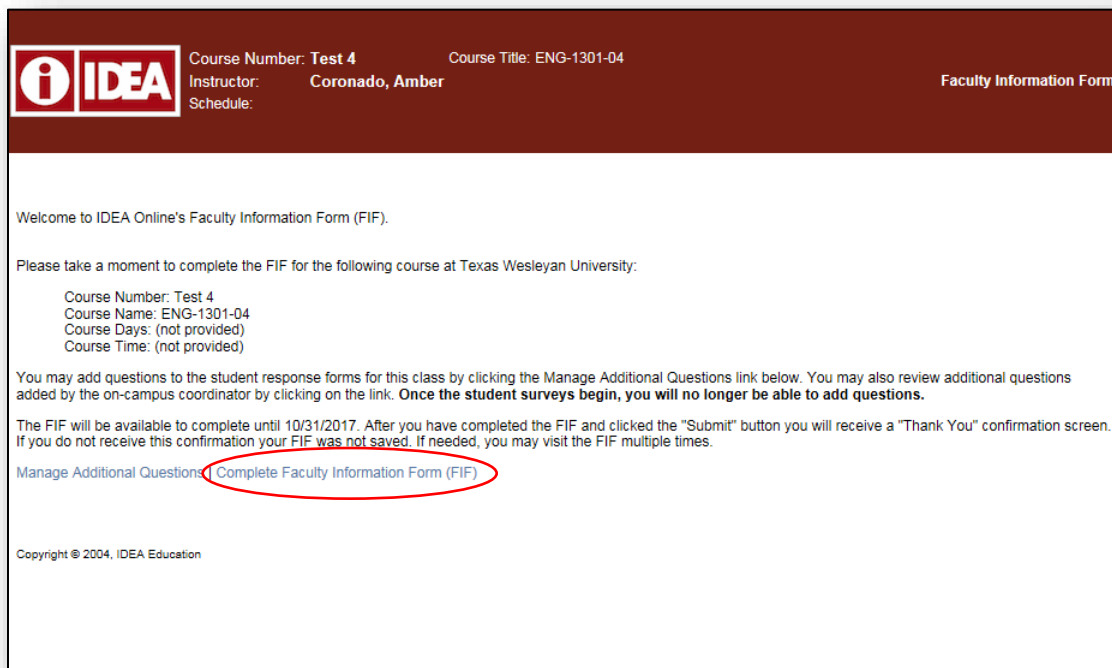 i IDEA
Course Number: Test 4 Course Title: ENG-1301-04
Instructor: Coronado, Amber
Schedule:
Faculty Information Form
Welcome to IDEA Online's Faculty Information Form (FIF).
Please take a moment to complete the FIF for the following course at Texas Wesleyan University:
Course Number: Test 4
Course Name: ENG-1301-04
Course Days: (not provided)
Course Time: (not provided)
You may add questions to the student response forms for this class by clicking the Manage Additional Questions link below. You may also review additional questions
added by the on-campus coordinator by clicking on the link. Once the student surveys begin, you will no longer be able to add questions.
The FIF will be available to complete until 10/31/2017. After you have completed the FIF and clicked the "Submit" button you will receive a "Thank You" confirmation screen.
If you do not receive this confirmation your FIF was not saved. If needed, you may visit the FIF multiple times.
Manage Additional Questions | Complete Faculty Information Form (FIF)
Copyright © 2004, IDEA Education